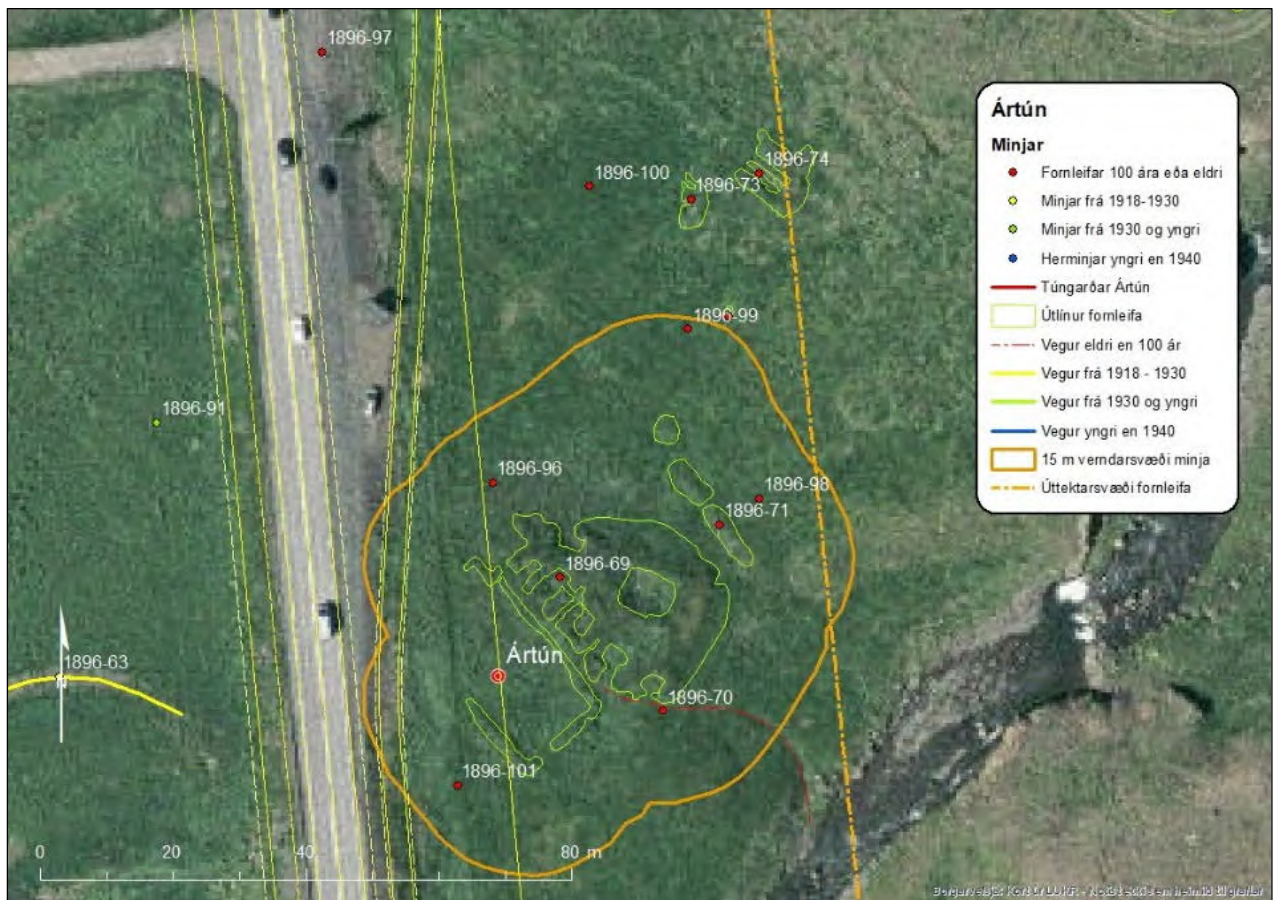 1896-97
1896-100
1896-74
1896-73
1896-99
1896-91
1896-96
1896-98
1896-71
1896-69
Ártún
1896-63
N
1896-70
1896-101
0 20 40 80 m
Ártún
Minjar
Fornleifar 100 ára eða eldri
Minjar frá 1918-1930
Minjar frá 1930 og yngri
Herminjar yngri en 1940
Túngarðar Ártún
Útlínur fornleifa
Vegur eldri en 100 ár
Vegur frá 1918 - 1930
Vegur frá 1930 og yngri
Vegur yngri en 1940
15 m verndarsvæði minja
Úttektarsvæði fornleifa